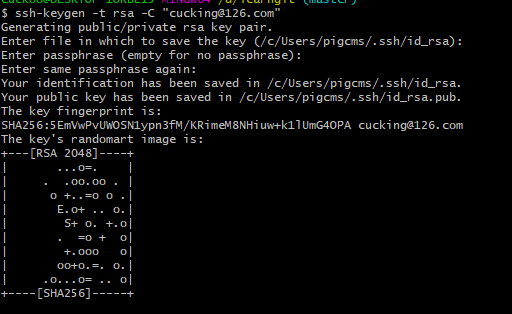 $ ssh-keygen -t rsa -C "cucking@126.com"
Generating public/private rsa key pair.
Enter file in which to save the key (/c/Users/pigcms/.ssh/id_rsa):
Enter passphrase (empty for no passphrase):
Enter same passphrase again:
Your identification has been saved in /c/Users/pigcms/.ssh/id_rsa.
Your public key has been saved in /c/Users/pigcms/.ssh/id_rsa.pub.
The key fingerprint is:
SHA256:5EmVwPvUWOSN1ypn3fM/KRimeM8NHiuw+k1lUmG4OPA cucking@126.com
The key's randomart image is:
+---[RSA 2048]----+
|      ...o=.     |
|     .  .oo.oo . |
|      o +..=o o .|
|       E.o+ .. o.|
|        S+ o. +.o|
|       .  =o +  o|
|        +.ooo   o|
|       oo+o.=. o.|
|     .o...o= .. o|
+----[SHA256]-----+